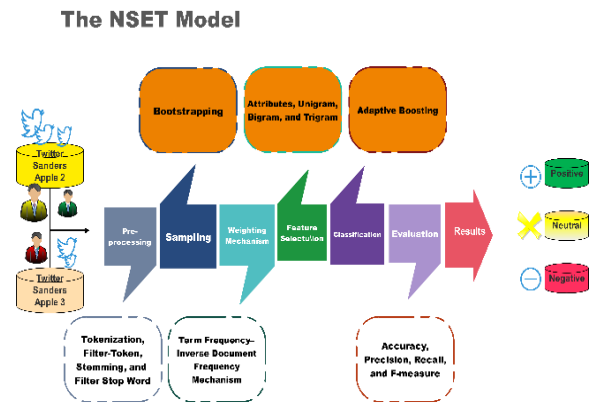 The NSET Model
Bootstrapping
Attributes, Unigram,
Bigram, and Trigram
Adaptive Boosting
Twitter
Sanders
Apple 2
Twitter
Sanders
Apple 3
Pre-
processing
Sampling
Weighting
Mechanism
Feature
Selectution
Classification
Evaluation
Results
Positive
Neutral
Negative
Tokenization,
Filter-Token,
Stemming, and
Filter Stop Word
Term Frequency–
Inverse Document
Frequency
Mechanism
Accuracy,
Precision, Recall,
and F-measure